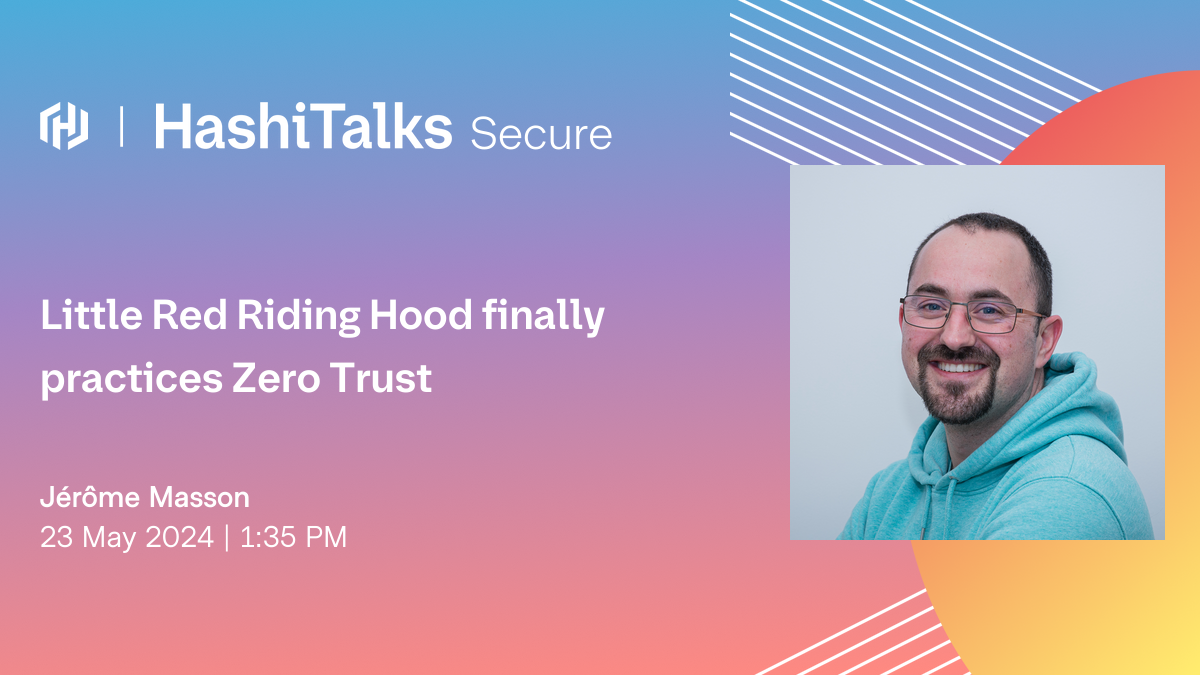 HashiTalks Secure
Little Red Riding Hood finally
practices Zero Trust
Jérôme Masson
23 May 2024 | 1:35 PM